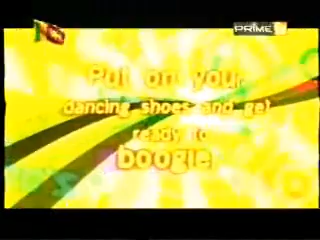 PRIME
Put on your
dancing shoes and get
ready to
boogie